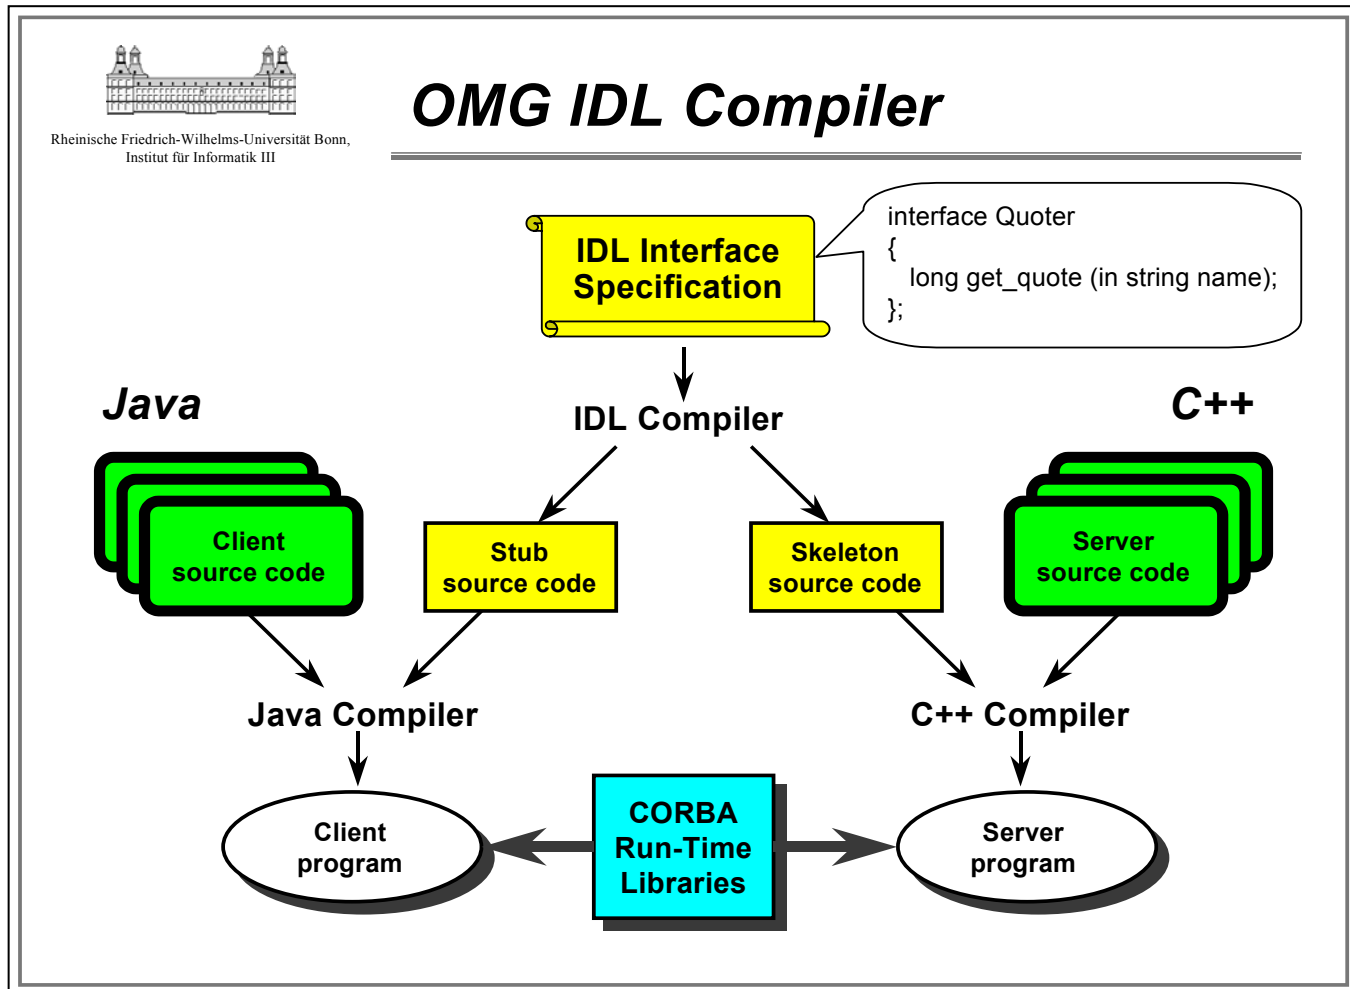 Rheinische Friedrich-Wilhelms-Universität Bonn,
Institut für Informatik III
OMG IDL Compiler
IDL Interface
Specification
interface Quoter
{
long get_quote (in string name);
};
Java
IDL Compiler
C++
Client
source code
Stub
source code
Skeleton
source code
Server
source code
Java Compiler
C++ Compiler
Client
program
CORBA
Run-Time
Libraries
Server
program